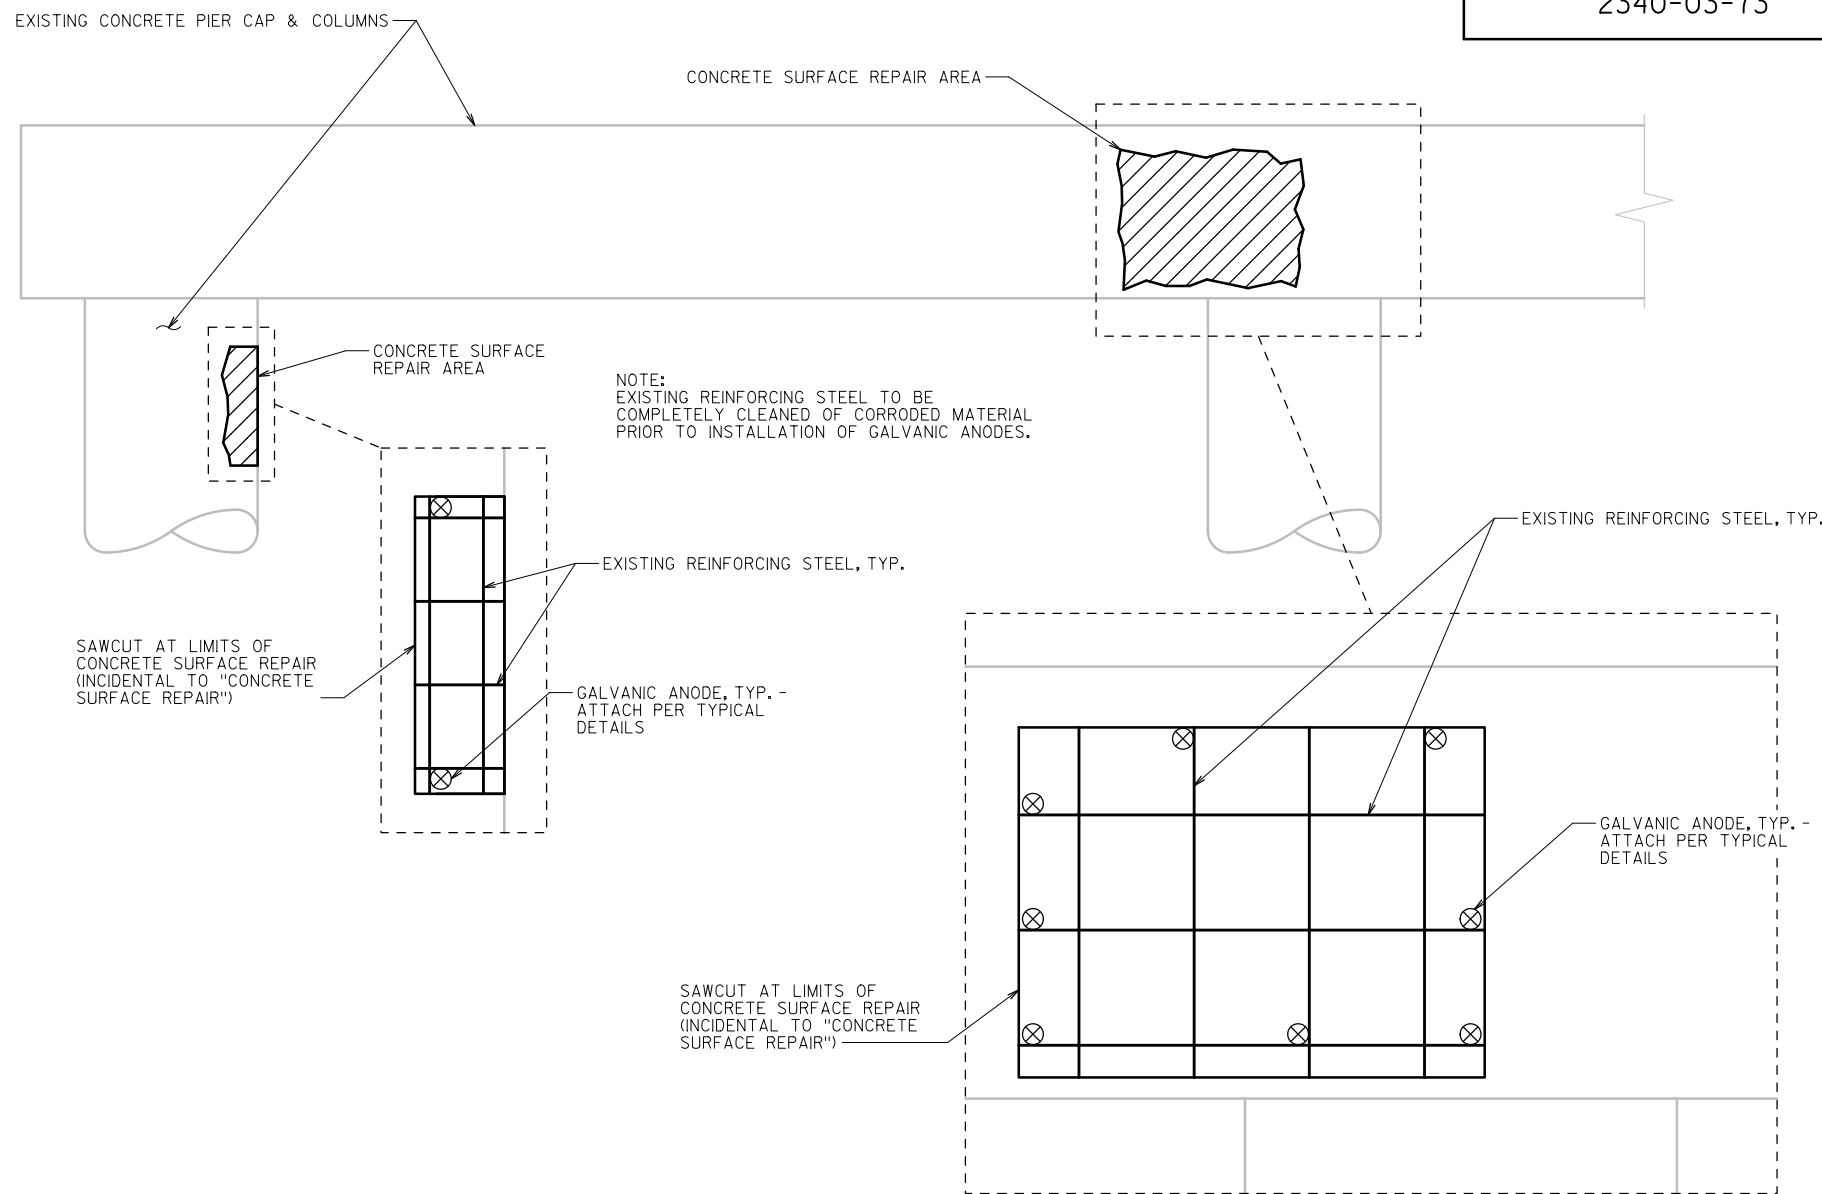 2340-03-73
EXISTING CONCRETE PIER CAP & COLUMNS
CONCRETE SURFACE REPAIR AREA
CONCRETE SURFACE
REPAIR AREA
NOTE:
EXISTING REINFORCING STEEL TO BE
COMPLETELY CLEANED OF CORRODED MATERIAL
PRIOR TO INSTALLATION OF GALVANIC ANODES.
EXISTING REINFORCING STEEL, TYP.
EXISTING REINFORCING STEEL, TYP.
SAWCUT AT LIMITS OF
CONCRETE SURFACE REPAIR
(INCIDENTAL TO "CONCRETE
SURFACE REPAIR")
GALVANIC ANODE, TYP. -
ATTACH PER TYPICAL
DETAILS
GALVANIC ANODE, TYP. -
ATTACH PER TYPICAL
DETAILS
SAWCUT AT LIMITS OF
CONCRETE SURFACE REPAIR
(INCIDENTAL TO "CONCRETE
SURFACE REPAIR")